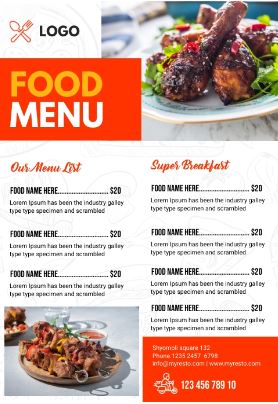 LOGO
FOOD
MENU
Our Menu List
FOOD NAME HERE........................... $20
Lorem Ipsum has been the industry galley
type type specimen and scrambled
FOOD NAME HERE........................... $20
Lorem Ipsum has been the industry galley
type type specimen and scrambled
FOOD NAME HERE........................... $20
Lorem Ipsum has been the industry galley
type type specimen and scrambled
Super Breakfast
FOOD NAME HERE........................... $20
Lorem Ipsum has been the industry galley
type type specimen and scrambled
FOOD NAME HERE........................... $20
Lorem Ipsum has been the industry galley
type type specimen and scrambled
FOOD NAME HERE........................... $20
Lorem Ipsum has been the industry galley
type type specimen and scrambled
FOOD NAME HERE........................... $20
Lorem Ipsum has been the industry galley
type type specimen and scrambled
Shyomoli square 132
Phone 1235 2457 6798
info@myresto.com | www.myresto.com
123 456 789 10